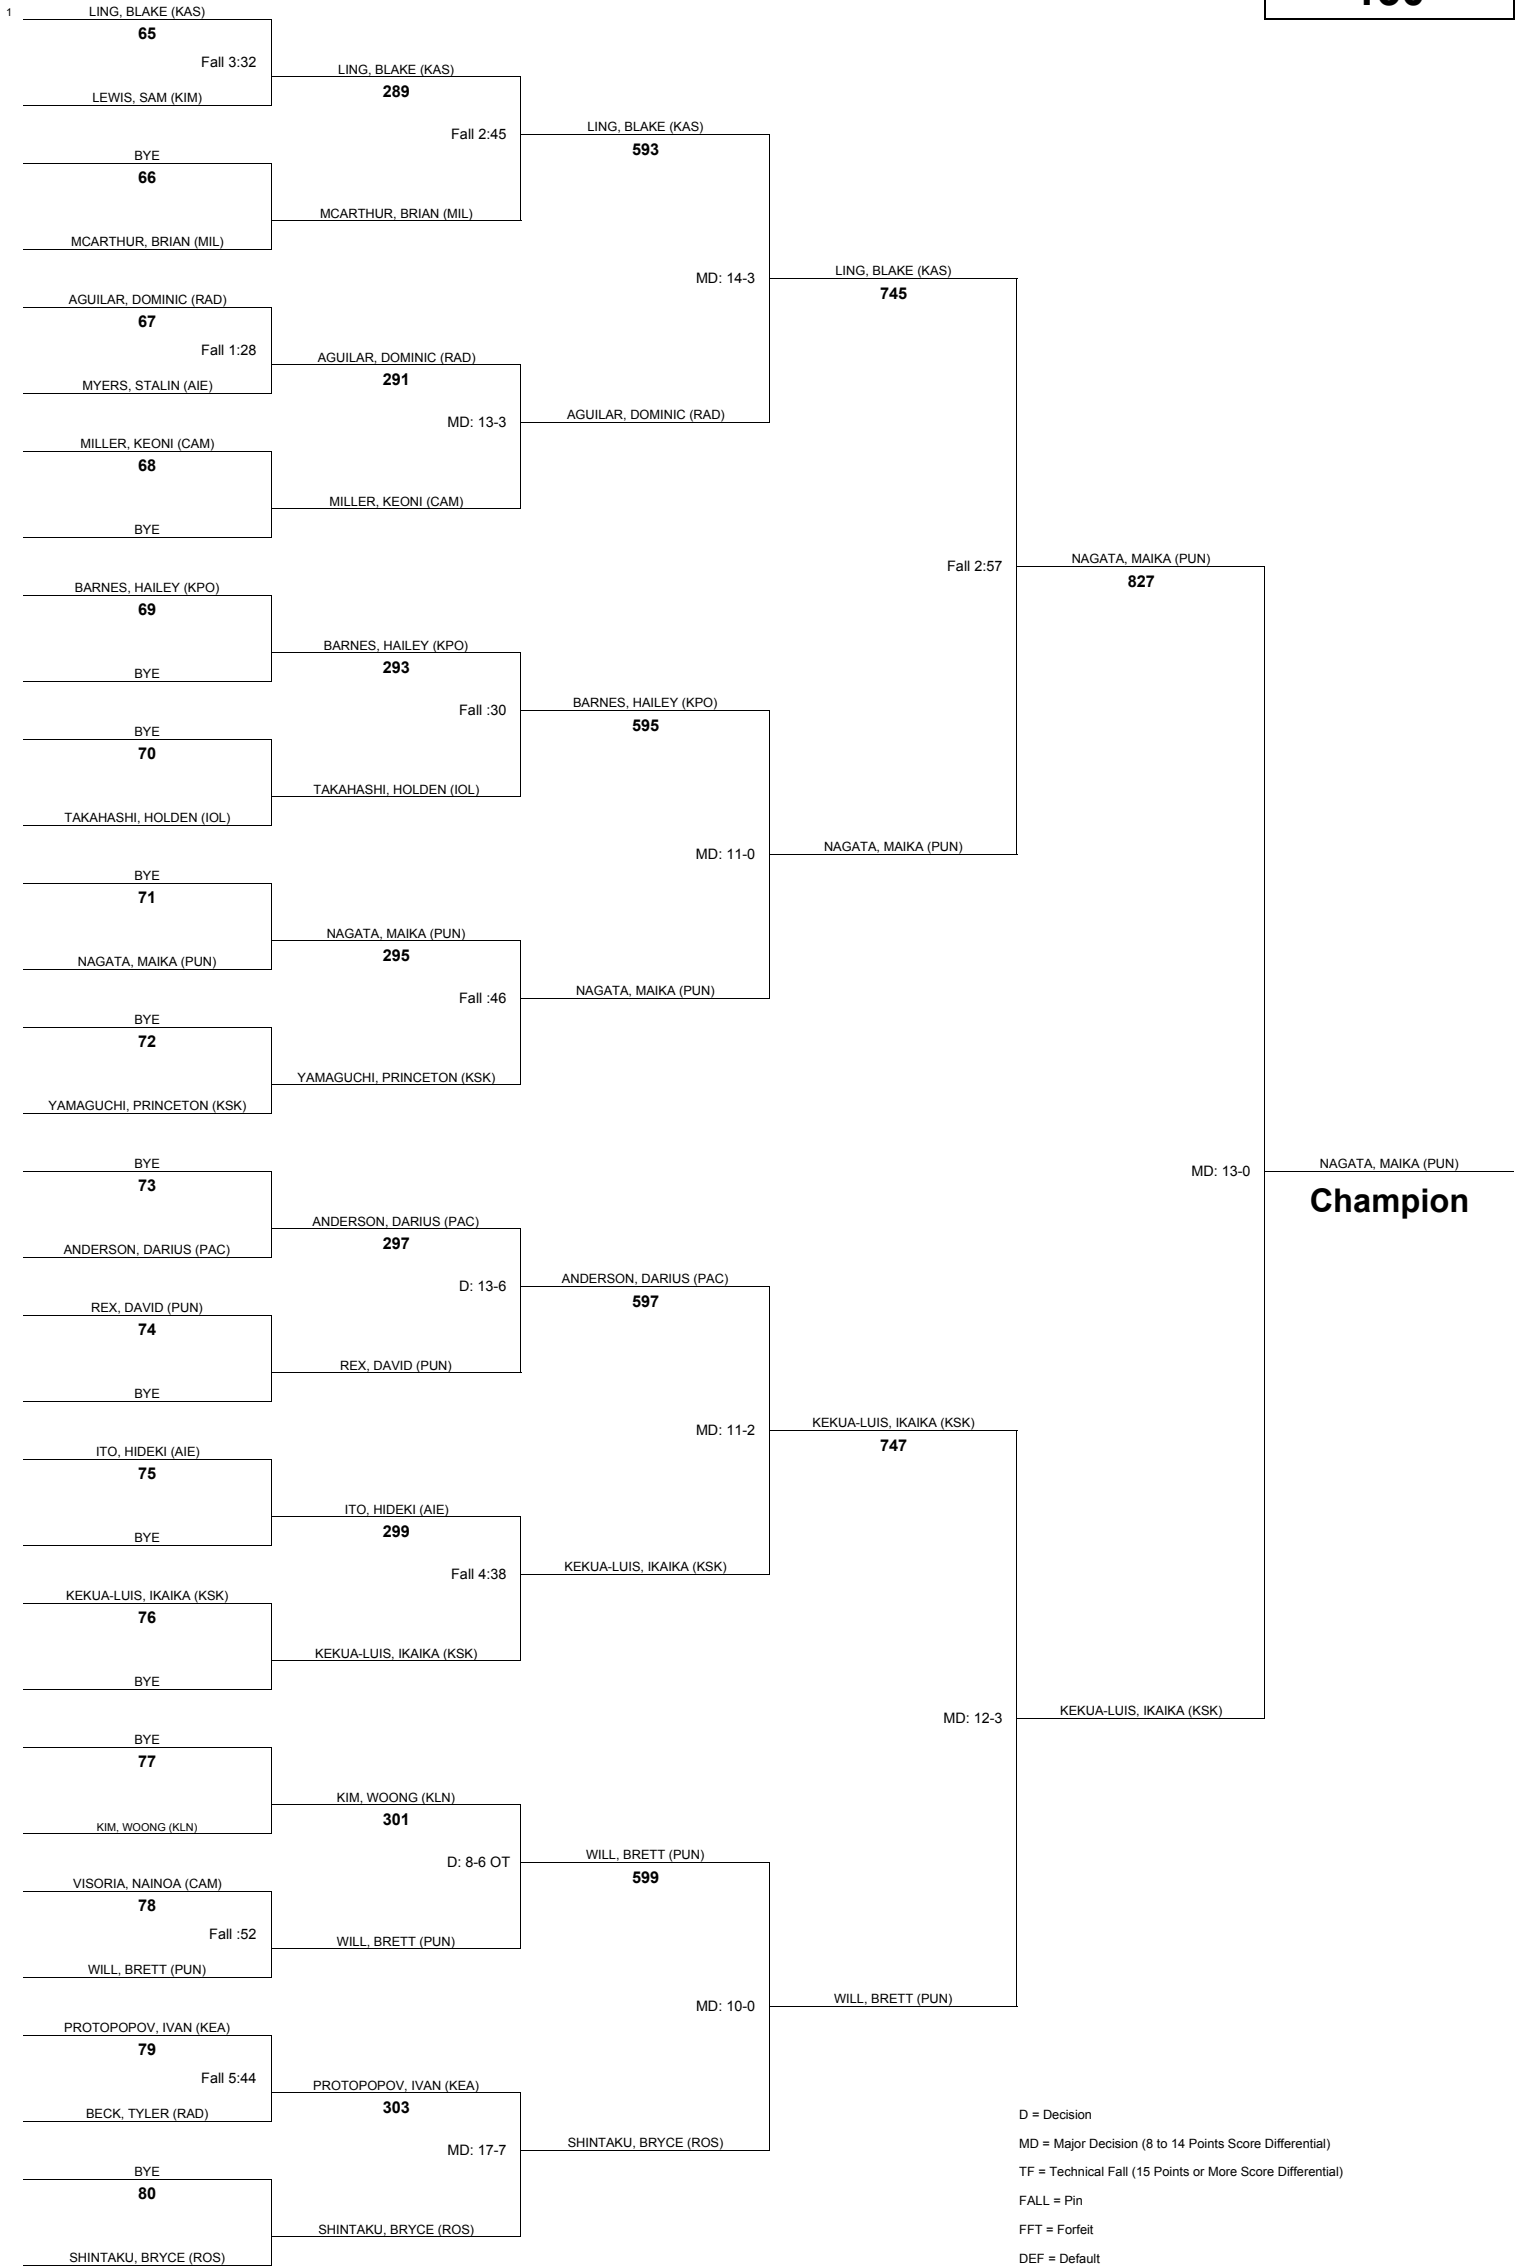 1
LING, BLAKE (KAS)
65
Fall 3:32
LEWIS, SAM (KIM)
BYE
66
MCARTHUR, BRIAN (MIL)
AGUILAR, DOMINIC (RAD)
67
Fall 1:28
MYERS, STALIN (AIE)
MILLER, KEONI (CAM)
68
BYE
BARNES, HAILEY (KPO)
69
BYE
BYE
70
TAKAHASHI, HOLDEN (IOL)
BYE
71
NAGATA, MAIKA (PUN)
BYE
72
YAMAGUCHI, PRINCETON (KSK)
BYE
73
ANDERSON, DARIUS (PAC)
REX, DAVID (PUN)
74
BYE
ITO, HIDEKI (AIE)
75
BYE
KEKUA-LUIS, IKAIKA (KSK)
76
BYE
BYE
77
KIM, WOONG (KLN)
VISORIA, NAINOA (CAM)
78
Fall :52
WILL, BRETT (PUN)
PROTOPOPOV, IVAN (KEA)
79
Fall 5:44
BECK, TYLER (RAD)
BYE
80
SHINTAKU, BRYCE (ROS)
LING, BLAKE (KAS)
289
Fall 2:45
MCARTHUR, BRIAN (MIL)
AGUILAR, DOMINIC (RAD)
291
MD: 13-3
MILLER, KEONI (CAM)
BARNES, HAILEY (KPO)
293
Fall :30
TAKAHASHI, HOLDEN (IOL)
NAGATA, MAIKA (PUN)
295
Fall :46
YAMAGUCHI, PRINCETON (KSK)
ANDERSON, DARIUS (PAC)
297
D: 13-6
REX, DAVID (PUN)
ITO, HIDEKI (AIE)
299
Fall 4:38
KEKUA-LUIS, IKAIKA (KSK)
KIM, WOONG (KLN)
301
D: 8-6 OT
WILL, BRETT (PUN)
PROTOPOPOV, IVAN (KEA)
303
MD: 17-7
SHINTAKU, BRYCE (ROS)
LING, BLAKE (KAS)
593
MD: 14-3
AGUILAR, DOMINIC (RAD)
BARNES, HAILEY (KPO)
595
MD: 11-0
NAGATA, MAIKA (PUN)
ANDERSON, DARIUS (PAC)
597
MD: 11-2
KEKUA-LUIS, IKAIKA (KSK)
WILL, BRETT (PUN)
599
MD: 10-0
SHINTAKU, BRYCE (ROS)
LING, BLAKE (KAS)
745
Fall 2:57
NAGATA, MAIKA (PUN)
KEKUA-LUIS, IKAIKA (KSK)
747
MD: 12-3
WILL, BRETT (PUN)
NAGATA, MAIKA (PUN)
827
MD: 13-0
KEKUA-LUIS, IKAIKA (KSK)
NAGATA, MAIKA (PUN)
Champion
D = Decision
MD = Major Decision (8 to 14 Points Score Differential)
TF = Technical Fall (15 Points or More Score Differential)
FALL = Pin
FFT = Forfeit
DEF = Default